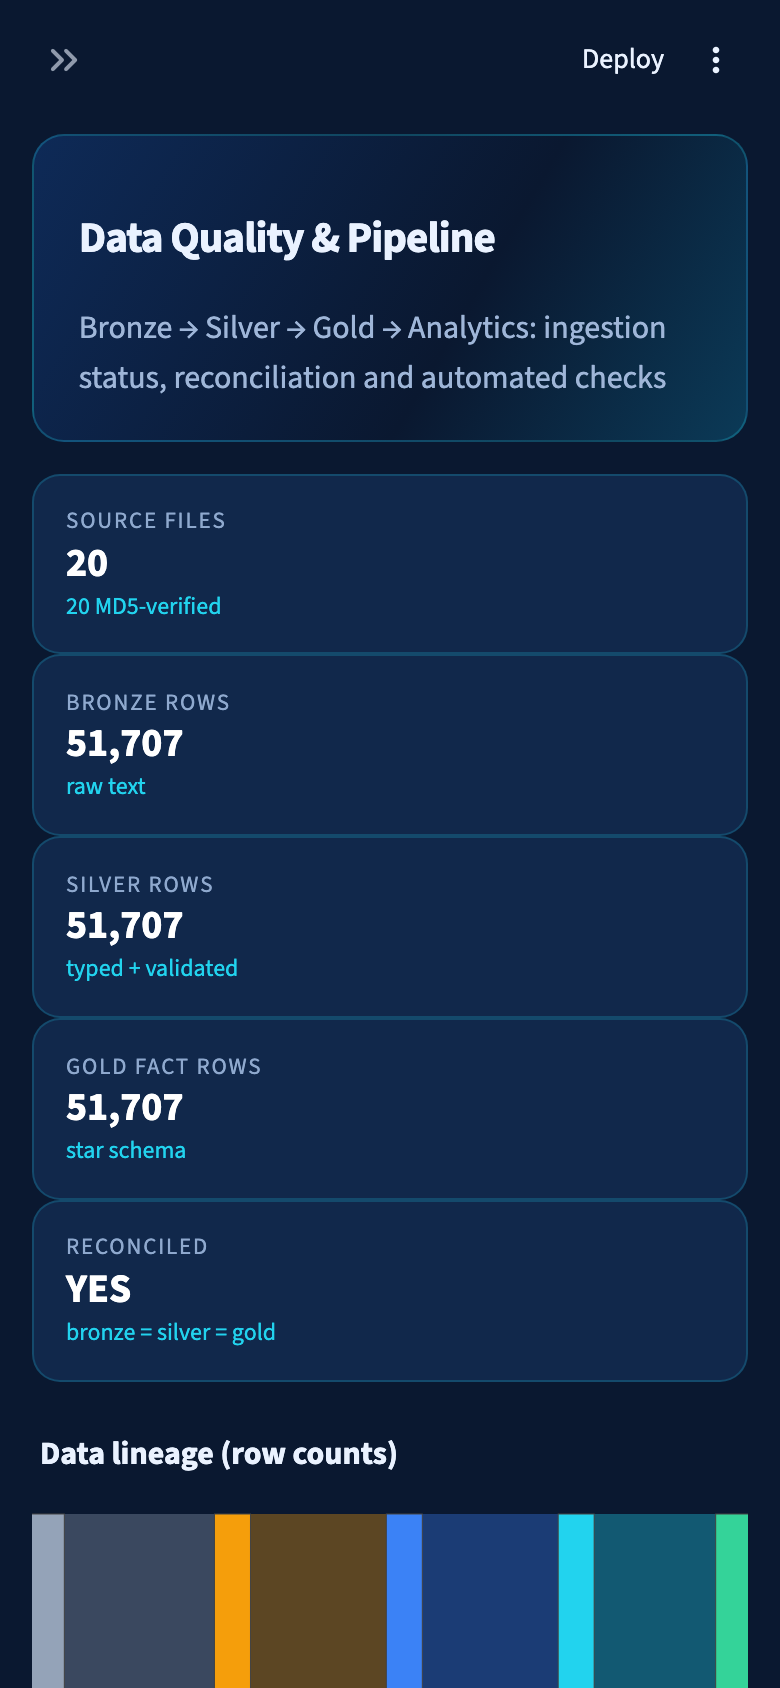 Deploy
Data Quality & Pipeline
Bronze → Silver → Gold → Analytics: ingestion
status, reconciliation and automated checks
SOURCE FILES
20
20 MD5-verified
BRONZE ROWS
51,707
raw text
SILVER ROWS
51,707
typed + validated
GOLD FACT ROWS
51,707
star schema
RECONCILED
YES
bronze = silver = gold
Data lineage (row counts)